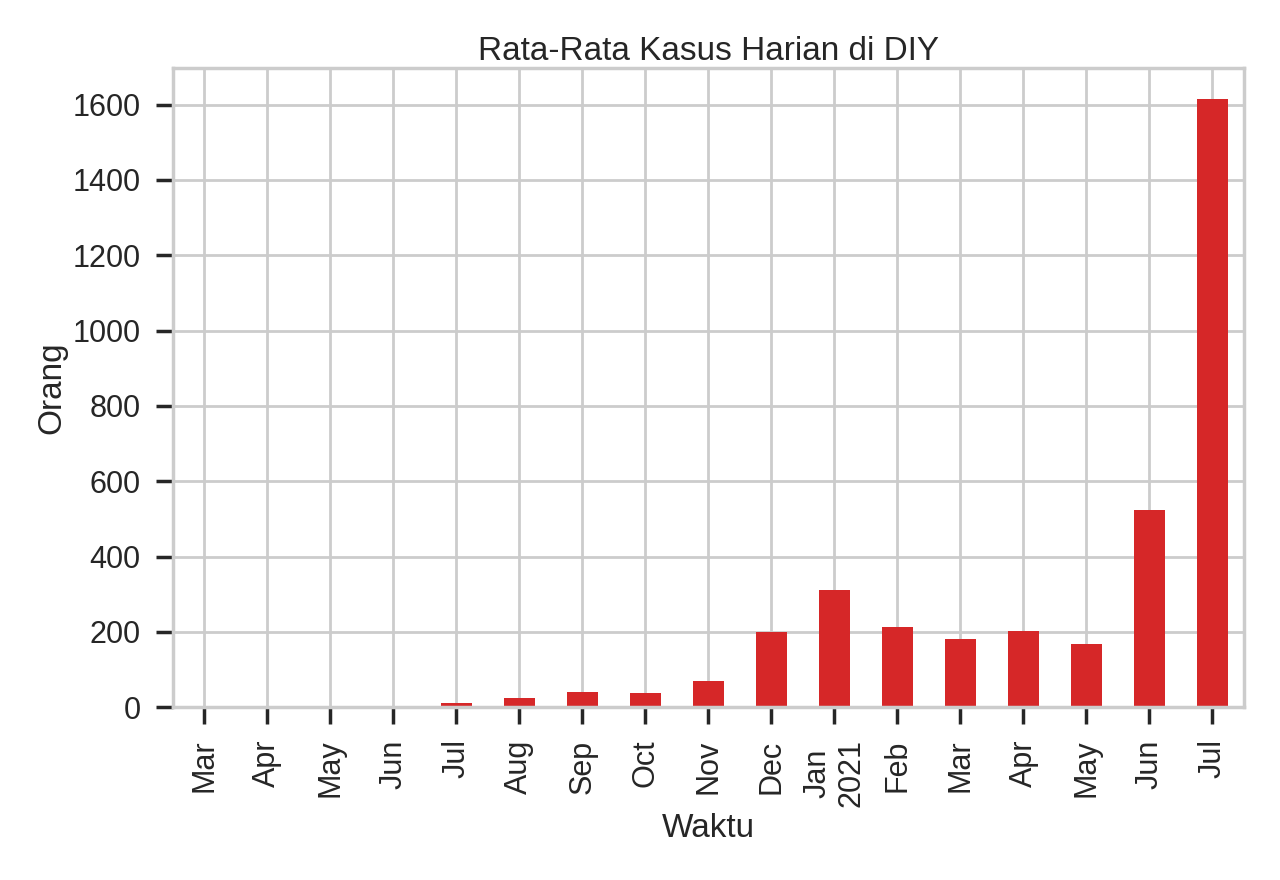 Rata-Rata Kasus Harian di DIY
1600
1400
1200
1000
800
600
400
200
0
Orang
Mar
Apr
May
Jun
Jul
Aug
Sep
Oct
Nov
Dec
Jan
2021
Feb
Mar
Apr
May
Jun
Jul
Waktu